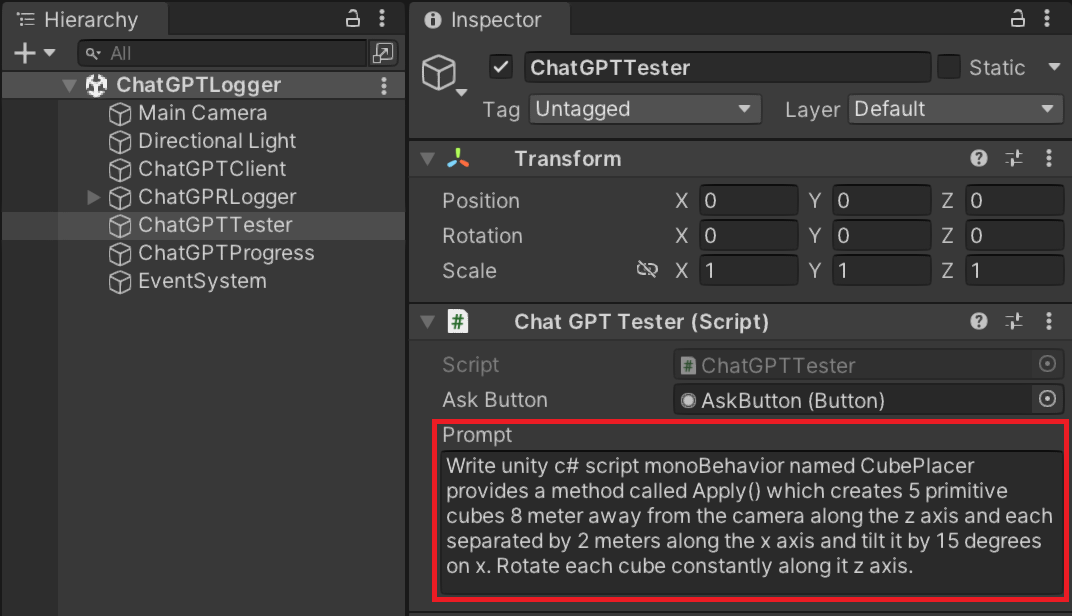 Hierarchy
All
ChatGPTLogger
Main Camera
Directional Light
ChatGPTClient
ChatGPRLogger
ChatGPTTester
ChatGPTProgress
EventSystem
Inspector
ChatGPTTester
Static
Tag Untagged Layer Default
Transform
Position X 0 Y 0 Z 0
Rotation X 0 Y 0 Z 0
Scale X 1 Y 1 Z 1
# Chat GPT Tester (Script)
Script # ChatGPTTester
Ask Button AskButton (Button)
Prompt
Write unity c# script monoBehavior named CubePlacer
provides a method called Apply() which creates 5 primitive
cubes 8 meter away from the camera along the z axis and each
separated by 2 meters along the x axis and tilt it by 15 degrees
on x. Rotate each cube constantly along it z axis.